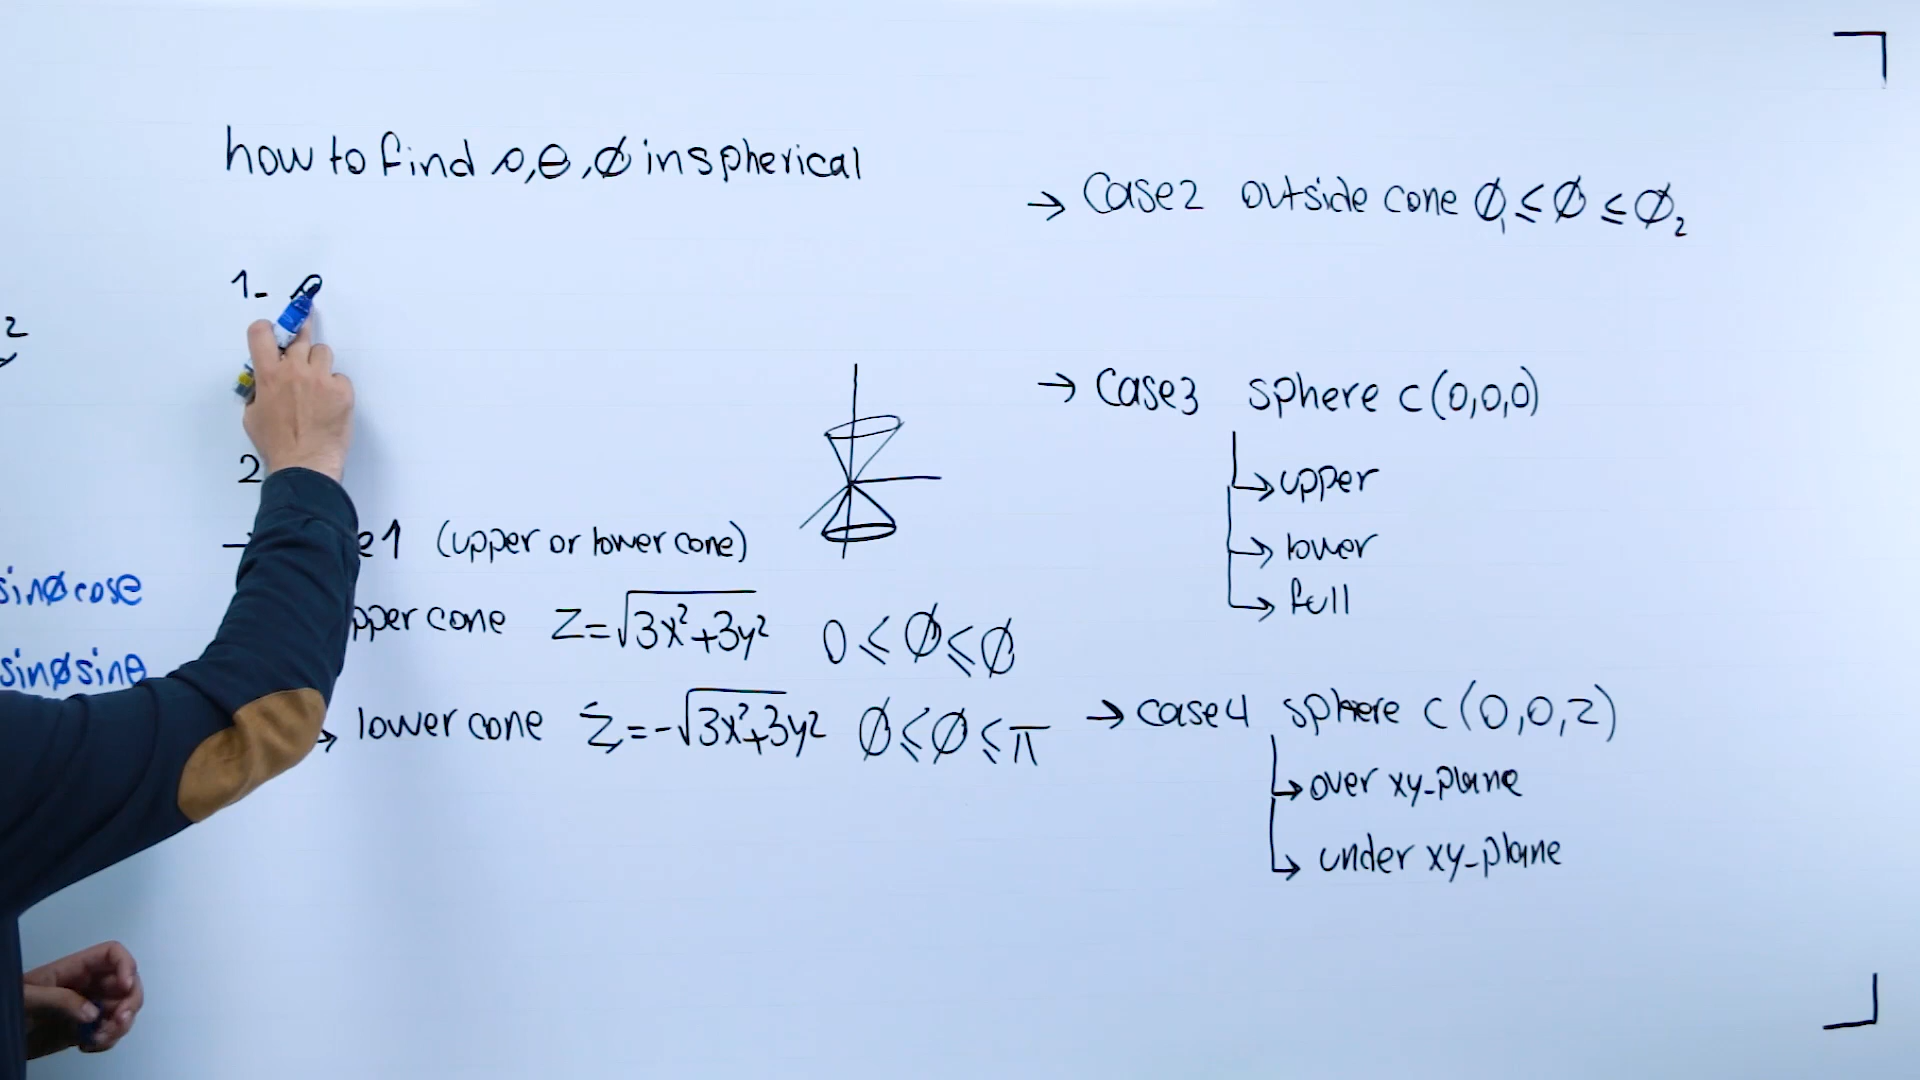 how to find ρ, θ, ∅ in spherical
1- ρ
2
(upper or lower cone)
cone z=√3x²+3y² 0 ≤ ∅ ≤ ∅
→ lower cone z=-√3x²+3y² ∅ ≤ ∅ ≤ π
→ Case2 outside cone ∅₁ ≤ ∅ ≤ ∅₂
→ Case3 sphere c(0,0,0)
→ upper
→ lower
→ full
→ case4 sphere c(0,0,2)
→ over xy-plane
→ under xy-plane
2
sin∅cosθ
sin∅sinθ